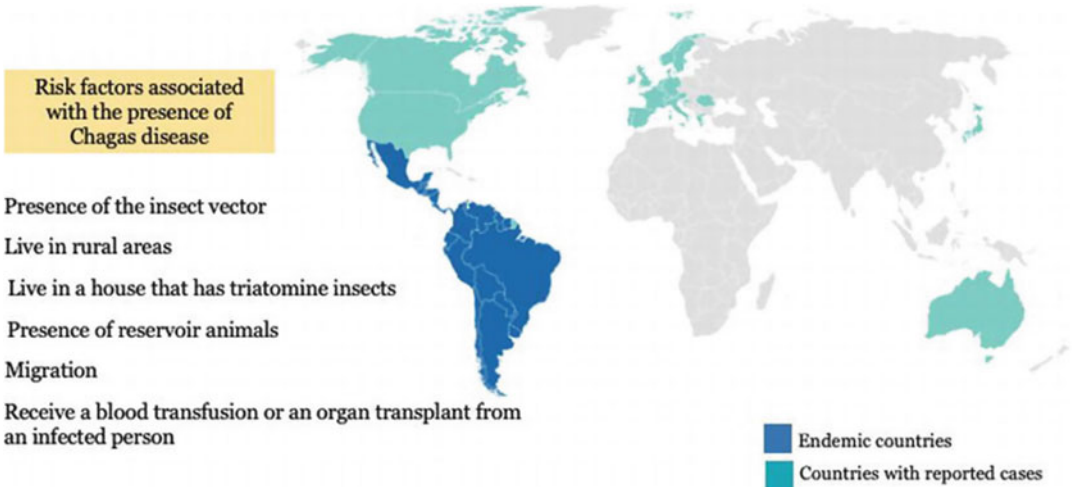 Risk factors associated
with the presence of
Chagas disease
Presence of the insect vector
Live in rural areas
Live in a house that has triatomine insects
Presence of reservoir animals
Migration
Receive a blood transfusion or an organ transplant from
an infected person
Endemic countries
Countries with reported cases